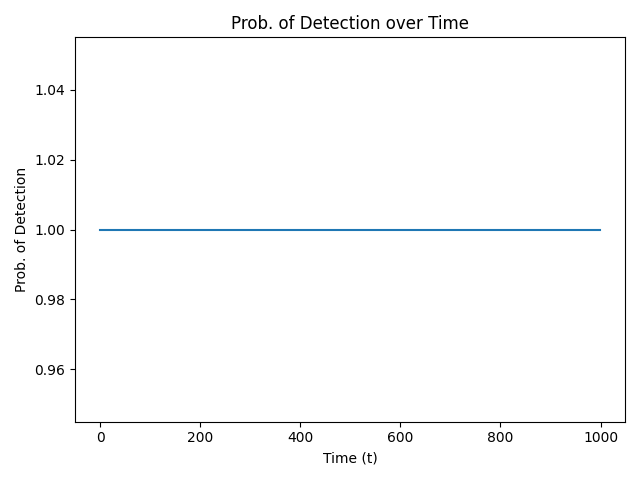 Prob. of Detection over Time
Prob. of Detection
1.04
1.02
1.00
0.98
0.96
0 200 400 600 800 1000
Time (t)